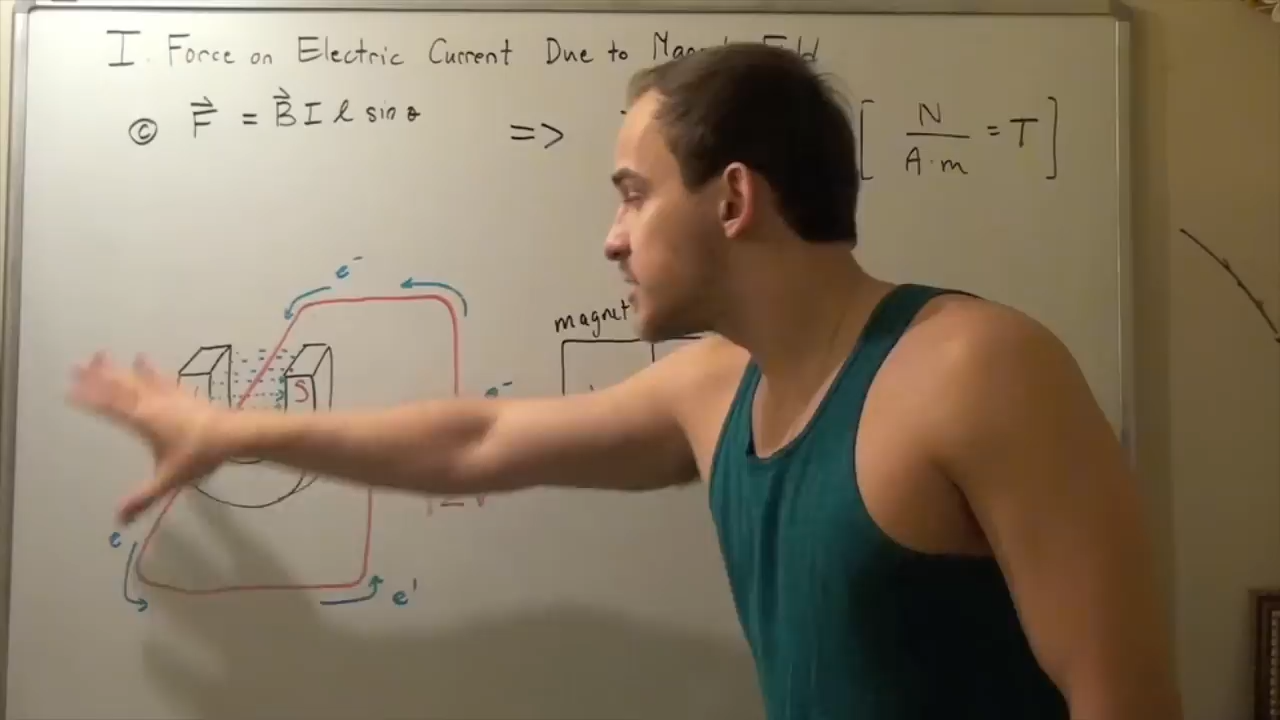 I. Force on Electric Current Due to
© F = B I l sin θ => [ N / A·m = T ]
e⁻
magnet
S
e⁻
e
e'